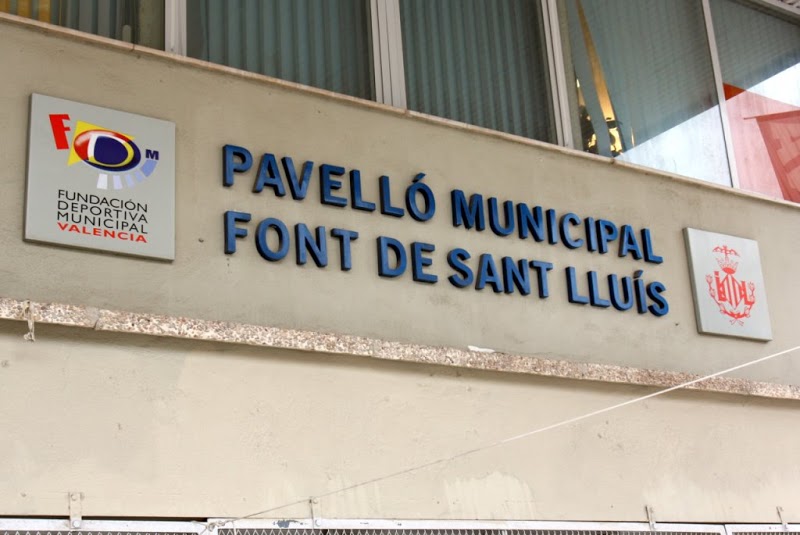 FDM
FUNDACIÓN
DEPORTIVA
MUNICIPAL
VALENCIA
PAVELLÓ MUNICIPAL
FONT DE SANT LLUÍS